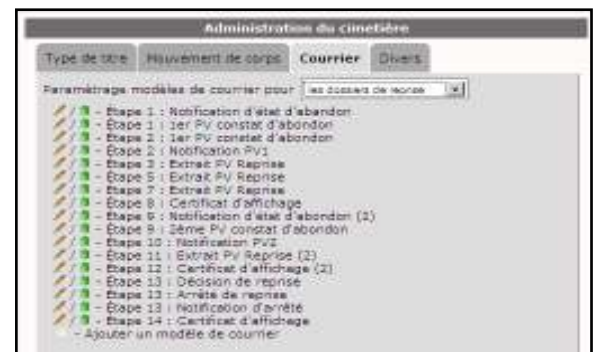 Administration du cimetière
Type de titre Mouvement de corps Courrier Divers
Paramétrage modèles de courrier pour les dossiers de reprise
/ - Étape 1 : Notification d'état d'abandon
/ - Étape 1 : 1er PV constat d'abondon
/ - Étape 2 : 1er PV constat d'abondon
/ - Étape 2 : Notification PV1
/ - Étape 3 : Extrait PV Reprise
/ - Étape 5 : Extrait PV Reprise
/ - Étape 7 : Extrait PV Reprise
/ - Étape 8 : Certificat d'affichage
/ - Étape 9 : Notification d'état d'abondon (2)
/ - Étape 9 : 2ème PV constat d'abondon
/ - Étape 10 : Notification PV2
/ - Étape 11 : Extrait PV Reprise (2)
/ - Étape 12 : Certificat d'affichage (2)
/ - Étape 13 : Décision de reprise
/ - Étape 13 : Arrêté de reprise
/ - Étape 13 : Notification d'arrêté
/ - Étape 14 : Certificat d'affichage
- Ajouter un modèle de courrier